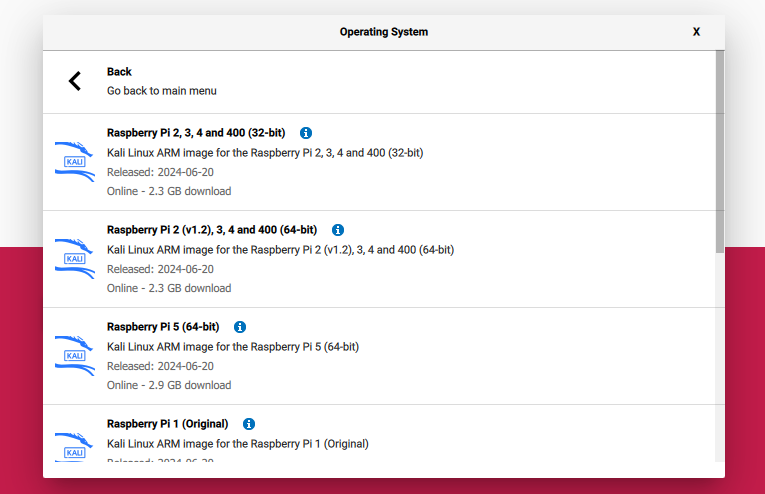 Operating System
X
Back
Go back to main menu
Raspberry Pi 2, 3, 4 and 400 (32-bit)
KALI
Kali Linux ARM image for the Raspberry Pi 2, 3, 4 and 400 (32-bit)
Released: 2024-06-20
Online - 2.3 GB download
Raspberry Pi 2 (v1.2), 3, 4 and 400 (64-bit)
KALI
Kali Linux ARM image for the Raspberry Pi 2 (v1.2), 3, 4 and 400 (64-bit)
Released: 2024-06-20
Online - 2.3 GB download
Raspberry Pi 5 (64-bit)
KALI
Kali Linux ARM image for the Raspberry Pi 5 (64-bit)
Released: 2024-06-20
Online - 2.9 GB download
Raspberry Pi 1 (Original)
KALI
Kali Linux ARM image for the Raspberry Pi 1 (Original)
Released: 2024-06-20